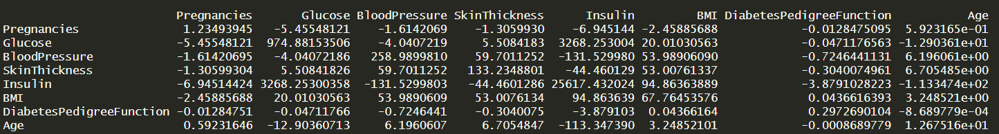 Pregnancies Glucose BloodPressure SkinThickness Insulin BMI DiabetesPedigreeFunction Age
Pregnancies 1.23493945 -5.45548121 -1.6142069 -1.3059930 -6.945144 -2.45885688 -0.0128475095 5.923165e-01
Glucose -5.45548121 974.88153506 -4.0407219 5.5084183 3268.253004 20.01030563 -0.0471176563 -1.290361e+01
BloodPressure -1.61420695 -4.04072186 258.9899810 59.7011252 -131.529980 53.98906090 -0.7246441131 6.196061e+00
SkinThickness -1.30599304 5.50841826 59.7011252 133.2348801 -44.460129 53.00761337 -0.3040074961 6.705485e+00
Insulin -6.94514424 3268.25300358 -131.5299803 -44.4601286 25617.432024 94.86363889 -3.8791028223 -1.133474e+02
BMI -2.45885688 20.01030563 53.9890609 53.0076134 94.863639 67.76453576 0.0436616393 3.248521e+00
DiabetesPedigreeFunction -0.01284751 -0.04711766 -0.7246441 -0.3040075 -3.879103 0.04366164 0.2972690104 -8.689779e-04
Age 0.59231646 -12.90360713 6.1960607 6.7054847 -113.347390 3.24852101 -0.0008689779 1.267516e+01